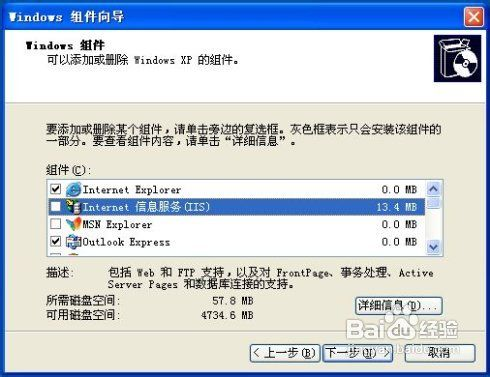 Windows 组件向导
Windows 组件
可以添加或删除 Windows XP 的组件。
要添加或删除某个组件，请单击旁边的复选框。灰色框表示只会安装该组件的
一部分。要查看组件内容，请单击“详细信息”。
组件(C):
Internet Explorer 0.0 MB
Internet 信息服务(IIS) 13.4 MB
MSN Explorer 0.0 MB
Outlook Express 0.0 MB
描述: 包括 Web 和 FTP 支持，以及对 FrontPage、事务处理、Active
Server Pages 和数据库连接的支持。
所需磁盘空间: 57.8 MB
可用磁盘空间: 4734.6 MB
详细信息(D)...
Baidu 经验
<上一步(B) 下一步(N)> 取消